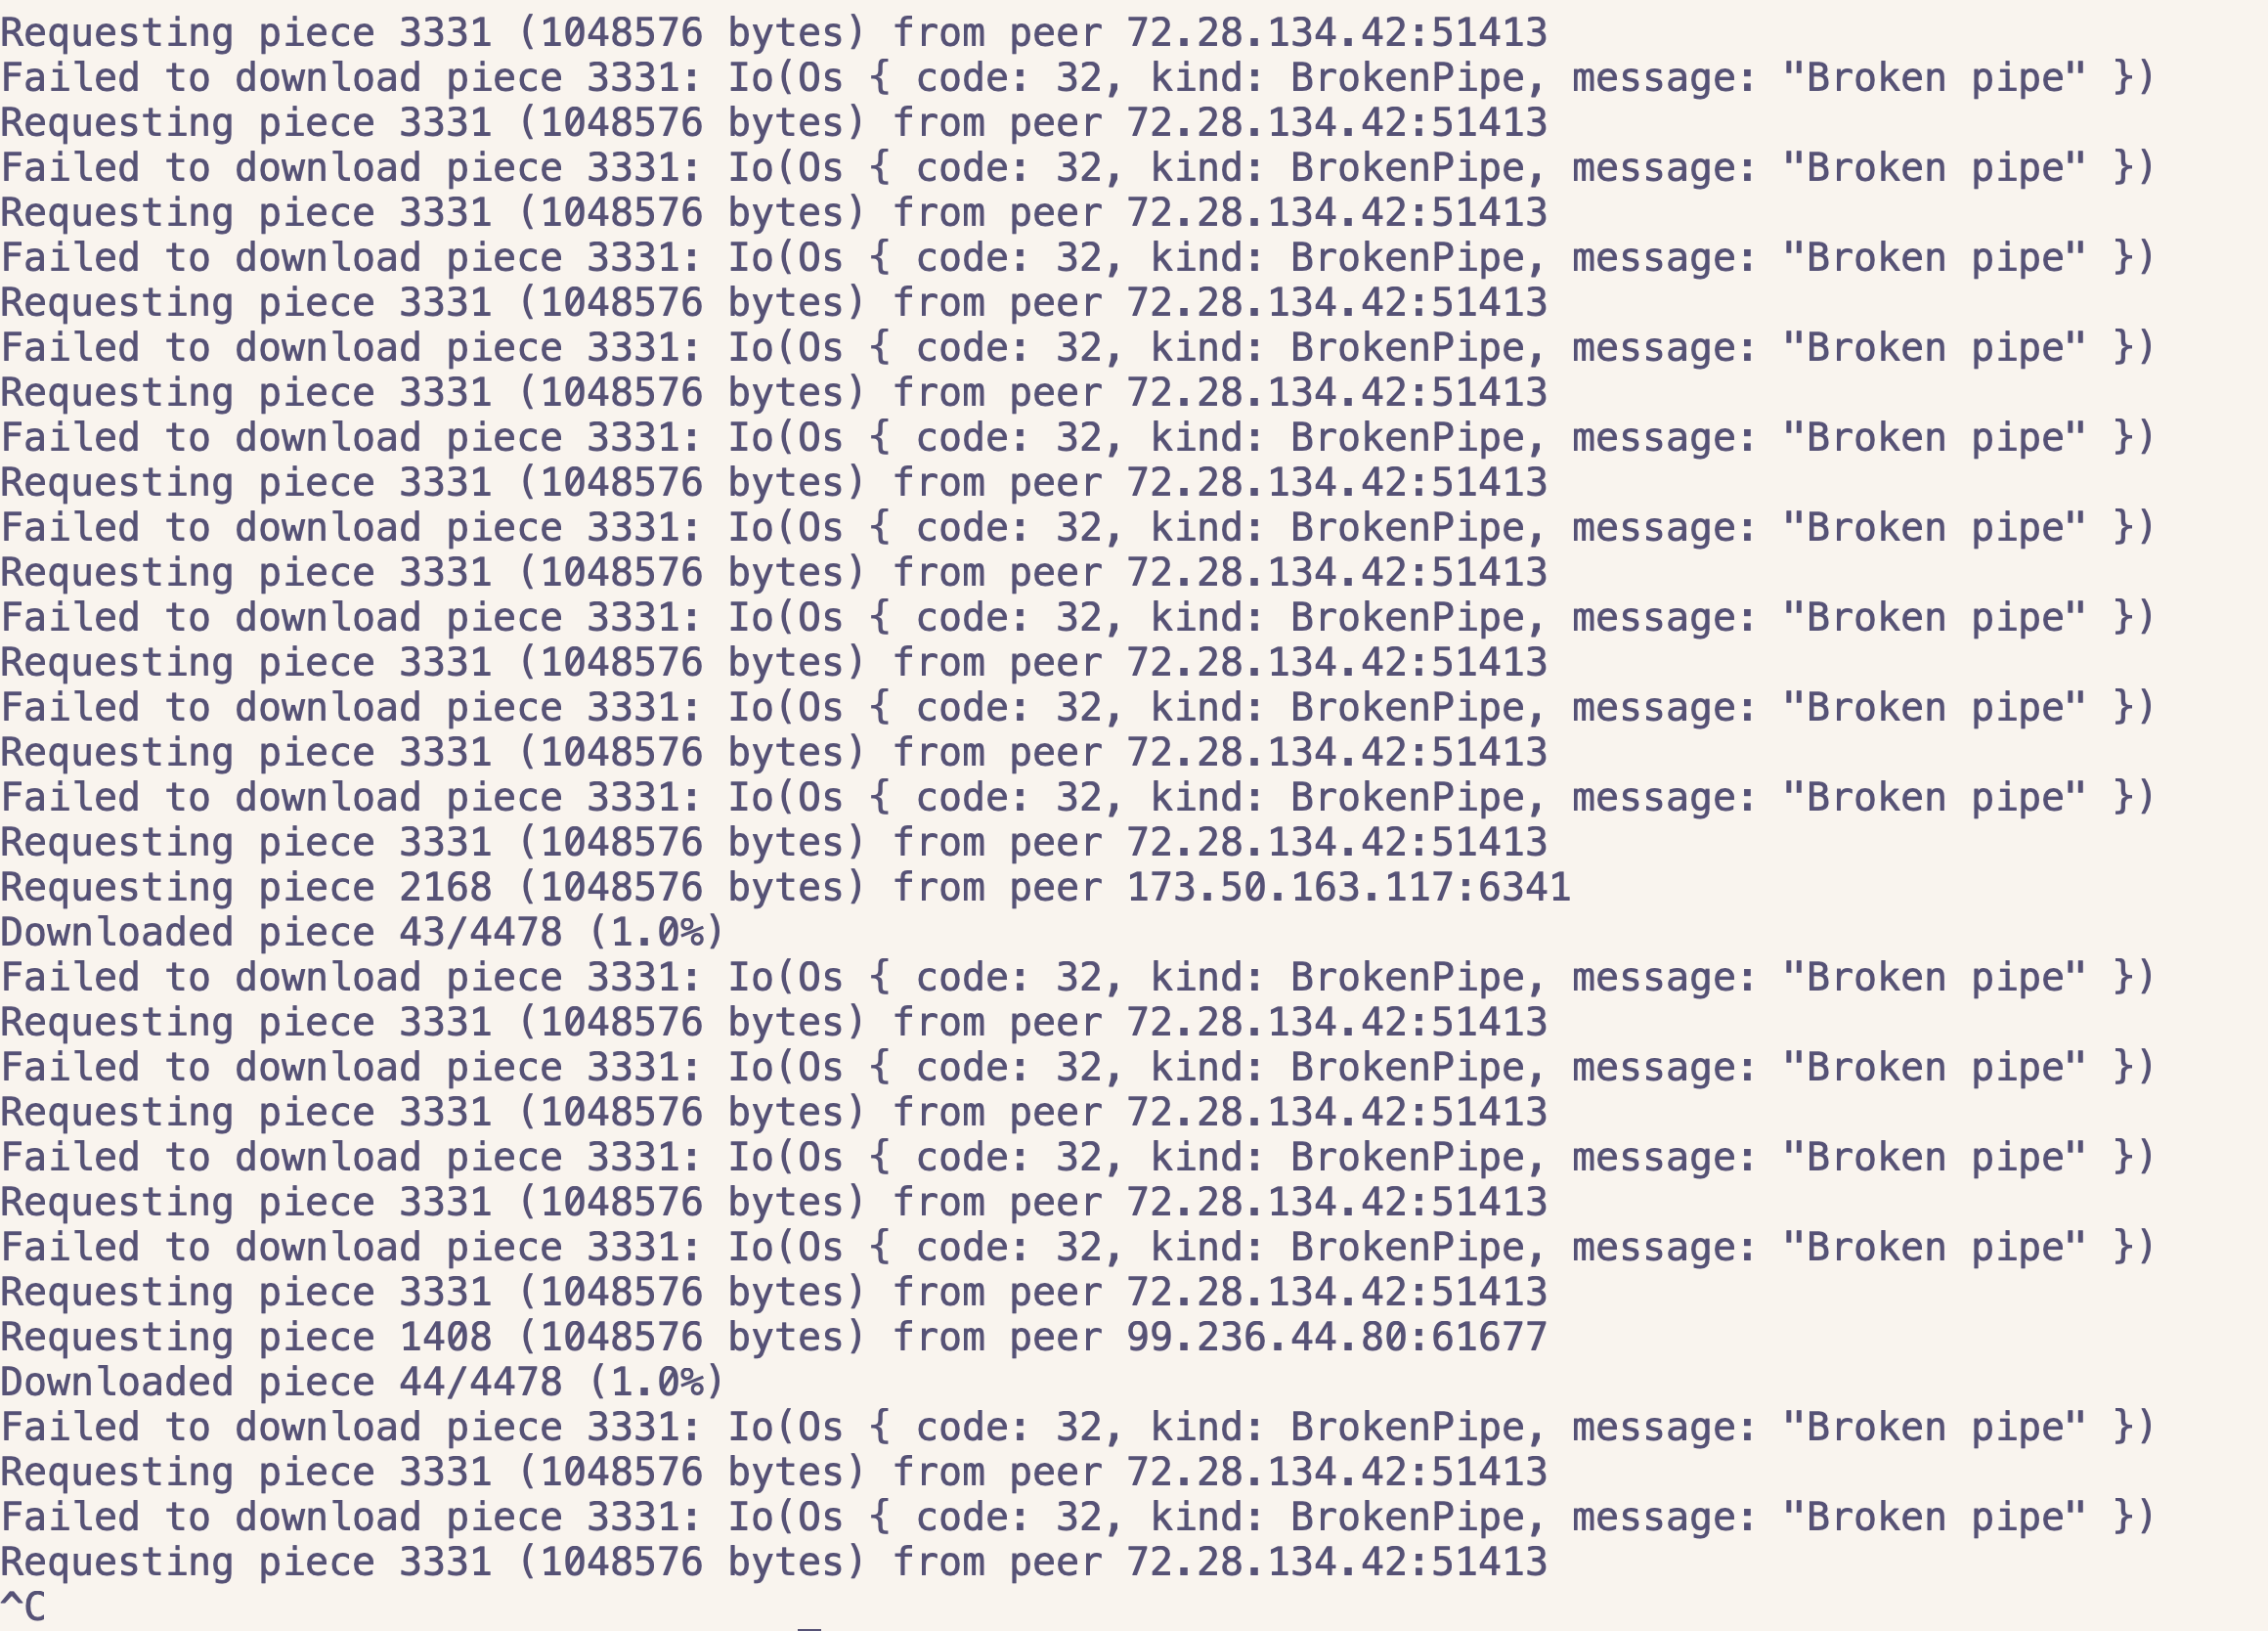 Requesting piece 3331 (1048576 bytes) from peer 72.28.134.42:51413
Failed to download piece 3331: Io(Os { code: 32, kind: BrokenPipe, message: "Broken pipe" })
Requesting piece 3331 (1048576 bytes) from peer 72.28.134.42:51413
Failed to download piece 3331: Io(Os { code: 32, kind: BrokenPipe, message: "Broken pipe" })
Requesting piece 3331 (1048576 bytes) from peer 72.28.134.42:51413
Failed to download piece 3331: Io(Os { code: 32, kind: BrokenPipe, message: "Broken pipe" })
Requesting piece 3331 (1048576 bytes) from peer 72.28.134.42:51413
Failed to download piece 3331: Io(Os { code: 32, kind: BrokenPipe, message: "Broken pipe" })
Requesting piece 3331 (1048576 bytes) from peer 72.28.134.42:51413
Failed to download piece 3331: Io(Os { code: 32, kind: BrokenPipe, message: "Broken pipe" })
Requesting piece 3331 (1048576 bytes) from peer 72.28.134.42:51413
Failed to download piece 3331: Io(Os { code: 32, kind: BrokenPipe, message: "Broken pipe" })
Requesting piece 3331 (1048576 bytes) from peer 72.28.134.42:51413
Failed to download piece 3331: Io(Os { code: 32, kind: BrokenPipe, message: "Broken pipe" })
Requesting piece 3331 (1048576 bytes) from peer 72.28.134.42:51413
Failed to download piece 3331: Io(Os { code: 32, kind: BrokenPipe, message: "Broken pipe" })
Requesting piece 3331 (1048576 bytes) from peer 72.28.134.42:51413
Failed to download piece 3331: Io(Os { code: 32, kind: BrokenPipe, message: "Broken pipe" })
Requesting piece 3331 (1048576 bytes) from peer 72.28.134.42:51413
Requesting piece 2168 (1048576 bytes) from peer 173.50.163.117:6341
Downloaded piece 43/4478 (1.0%)
Failed to download piece 3331: Io(Os { code: 32, kind: BrokenPipe, message: "Broken pipe" })
Requesting piece 3331 (1048576 bytes) from peer 72.28.134.42:51413
Failed to download piece 3331: Io(Os { code: 32, kind: BrokenPipe, message: "Broken pipe" })
Requesting piece 3331 (1048576 bytes) from peer 72.28.134.42:51413
Failed to download piece 3331: Io(Os { code: 32, kind: BrokenPipe, message: "Broken pipe" })
Requesting piece 3331 (1048576 bytes) from peer 72.28.134.42:51413
Failed to download piece 3331: Io(Os { code: 32, kind: BrokenPipe, message: "Broken pipe" })
Requesting piece 3331 (1048576 bytes) from peer 72.28.134.42:51413
Requesting piece 1408 (1048576 bytes) from peer 99.236.44.80:61677
Downloaded piece 44/4478 (1.0%)
Failed to download piece 3331: Io(Os { code: 32, kind: BrokenPipe, message: "Broken pipe" })
Requesting piece 3331 (1048576 bytes) from peer 72.28.134.42:51413
Failed to download piece 3331: Io(Os { code: 32, kind: BrokenPipe, message: "Broken pipe" })
Requesting piece 3331 (1048576 bytes) from peer 72.28.134.42:51413
^C